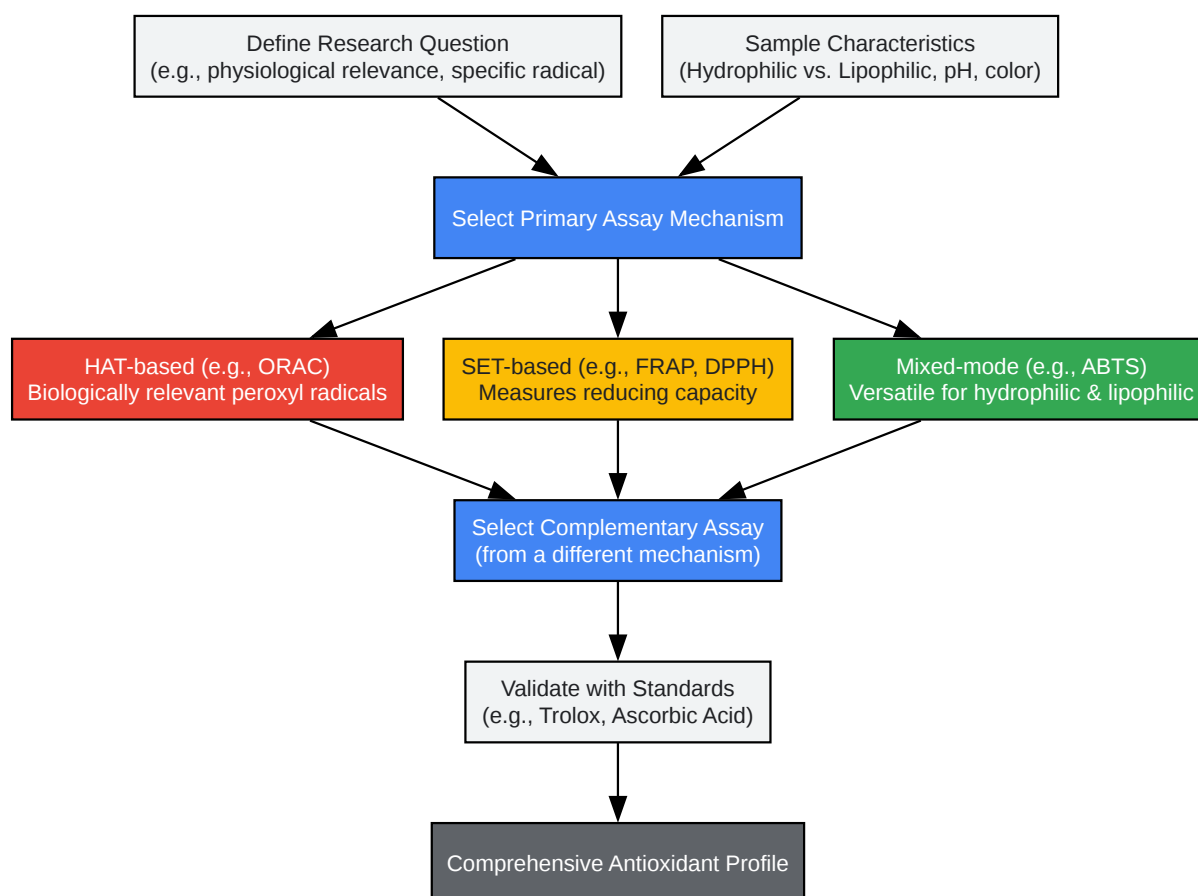 Define Research Question
(e.g., physiological relevance, specific radical)
Sample Characteristics
(Hydrophilic vs. Lipophilic, pH, color)
Select Primary Assay Mechanism
HAT-based (e.g., ORAC)
Biologically relevant peroxyl radicals
SET-based (e.g., FRAP, DPPH)
Measures reducing capacity
Mixed-mode (e.g., ABTS)
Versatile for hydrophilic & lipophilic
Select Complementary Assay
(from a different mechanism)
Validate with Standards
(e.g., Trolox, Ascorbic Acid)
Comprehensive Antioxidant Profile